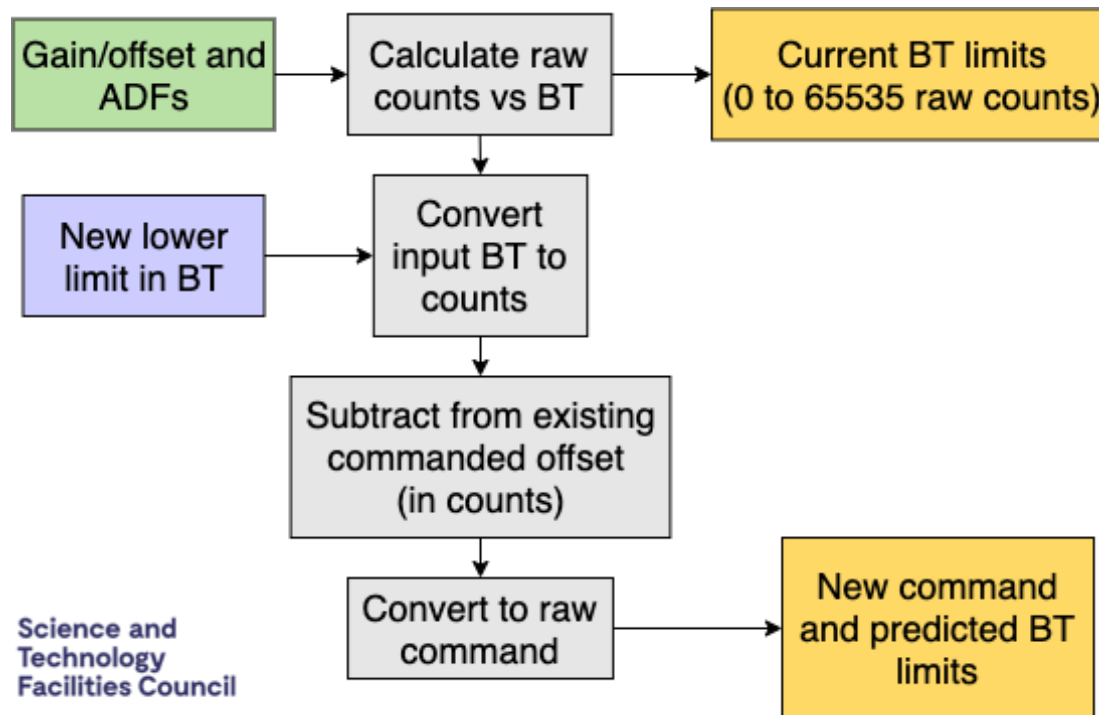 Gain/offset and
ADFs
Calculate raw
counts vs BT
Current BT limits
(0 to 65535 raw counts)
New lower
limit in BT
Convert
input BT to
counts
Subtract from existing
commanded offset
(in counts)
Convert to raw
command
New command
and predicted BT
limits
Science and
Technology
Facilities Council